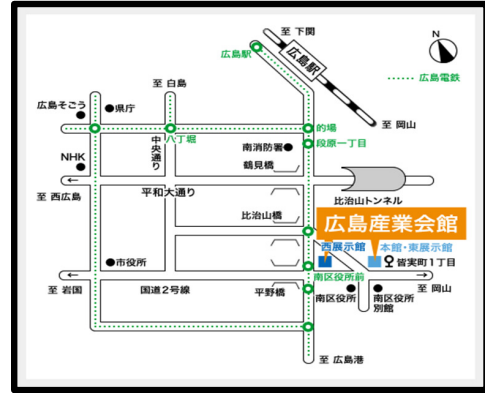 至 下関
N
広島駅
広島駅
広島電鉄
至 白島
広島そごう
県庁
至 岡山
的場
八丁堀
中央通り
南消防署
段原一丁目
鶴見橋
NHK
至 西広島
平和大通り
比治山トンネル
比治山橋
広島産業会館
西展示館
本館・東展示館
市役所
皆実町1丁目
南区役所前
至 岩国
国道2号線
平野橋
南区役所
南区役所
別館
至 岡山
至 広島港